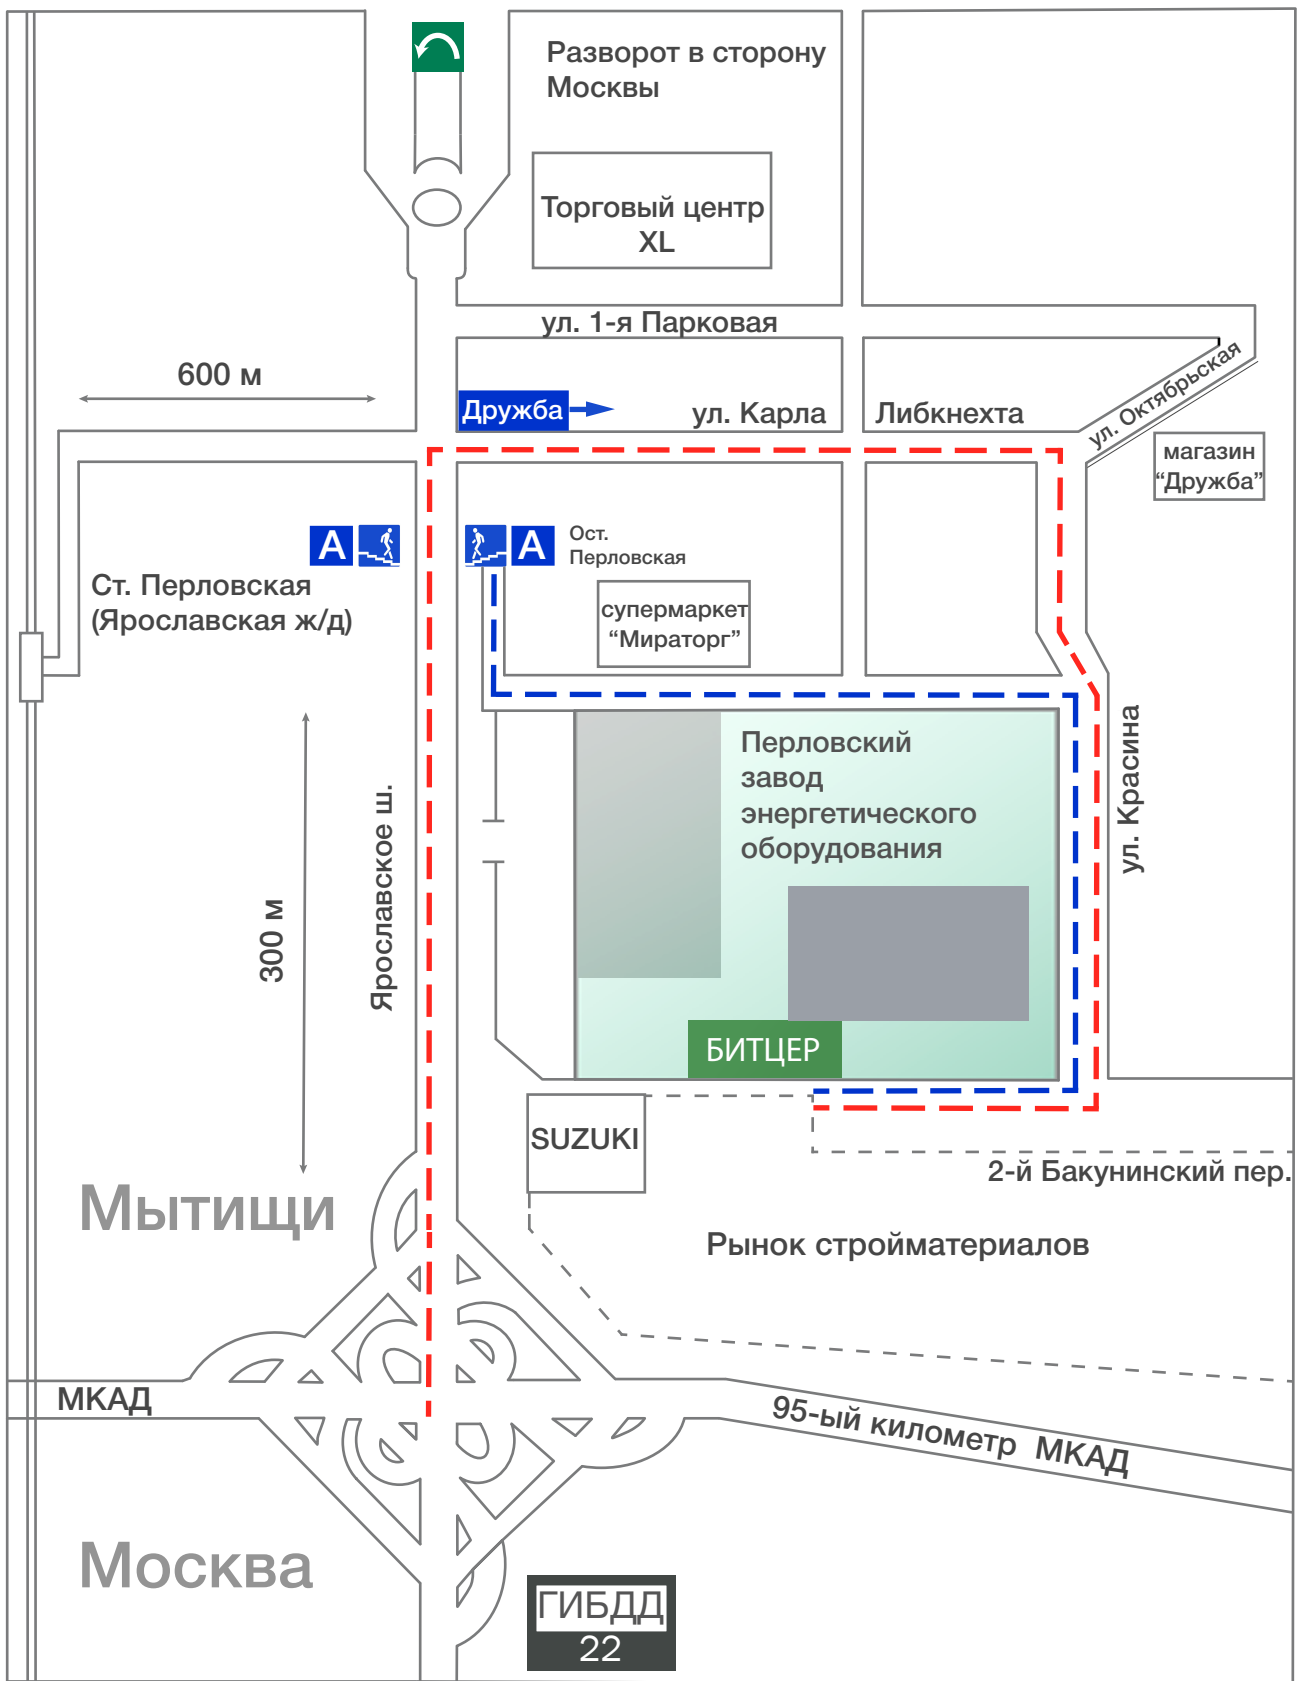 Разворот в сторону
Москвы
Торговый центр
XL
ул. 1-я Парковая
600 м
Дружба
ул. Карла Либкнехта
ул. Октябрьская
магазин
“Дружба”
А
А
Ост.
Перловская
Ст. Перловская
(Ярославская ж/д)
супермаркет
“Мираторг”
Перловский
завод
энергетического
оборудования
ул. Красина
Ярославское ш.
300 м
БИТЦЕР
SUZUKI
2-й Бакунинский пер.
Мытищи
Рынок стройматериалов
МКАД
95-ый километр МКАД
Москва
ГИБДД
22